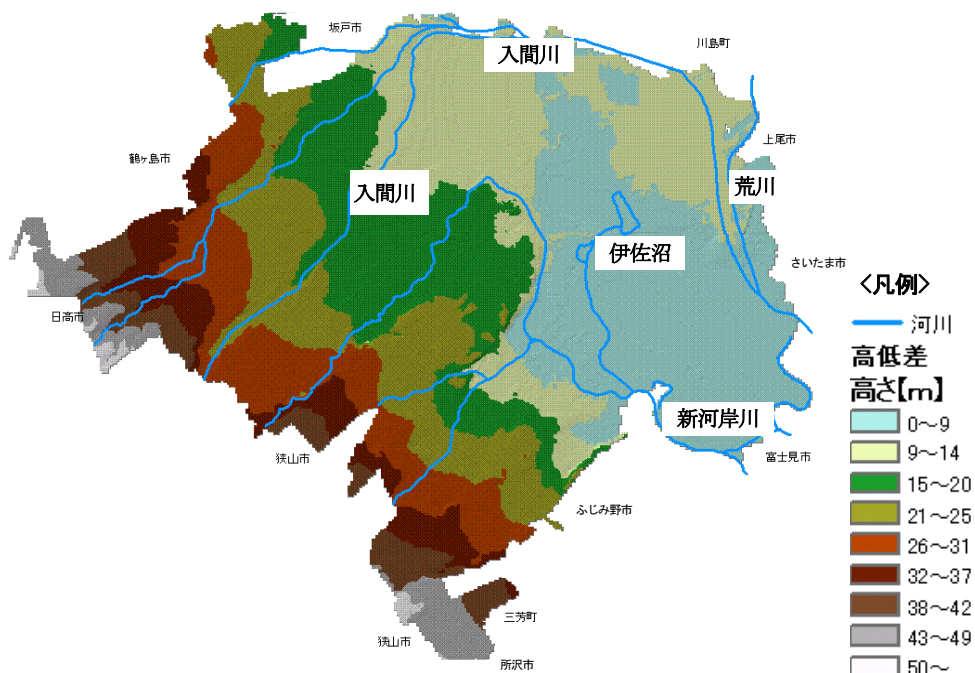 坂戸市
入間川
川島町
上尾市
鶴ヶ島市
入間川
荒川
伊佐沼
さいたま市
日高市
新河岸川
狭山市
富士見市
ふじみ野市
三芳町
狭山市
所沢市
<凡例>
河川
高低差
高さ【m】
0～9
9～14
15～20
21～25
26～31
32～37
38～42
43～49
50～